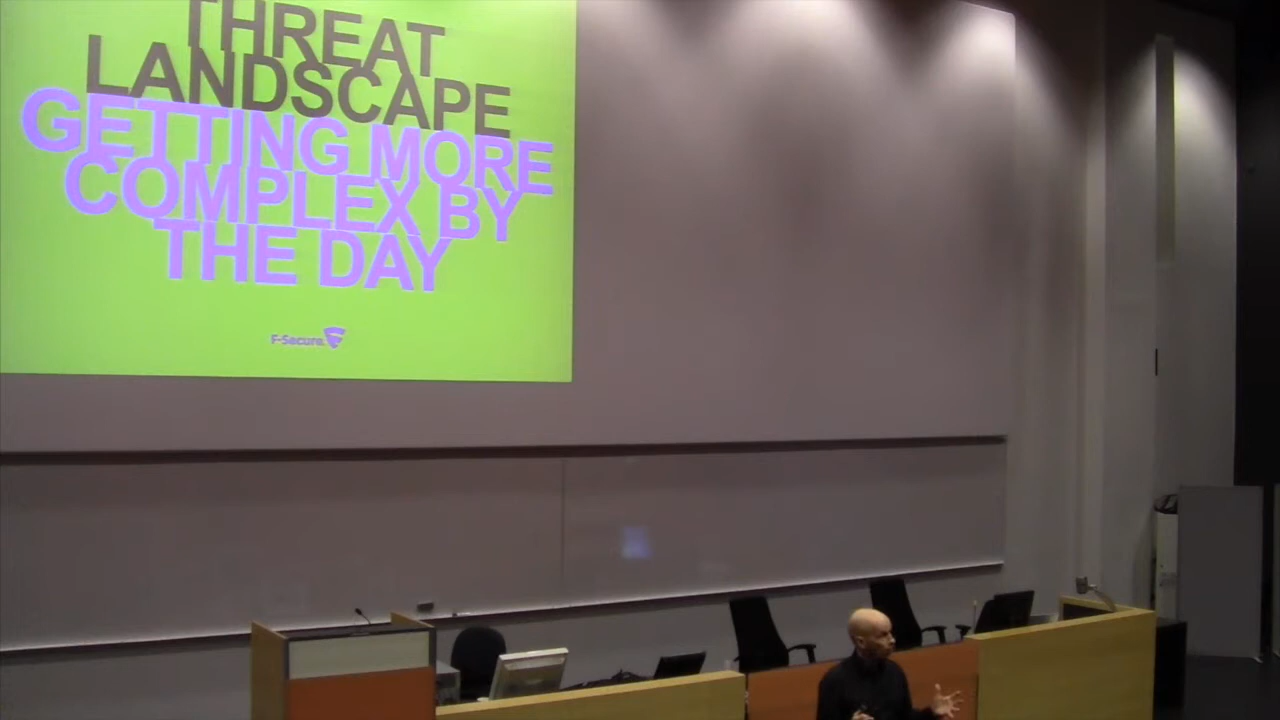 THREAT
LANDSCAPE
GETTING MORE
COMPLEX BY
THE DAY
F-Secure.